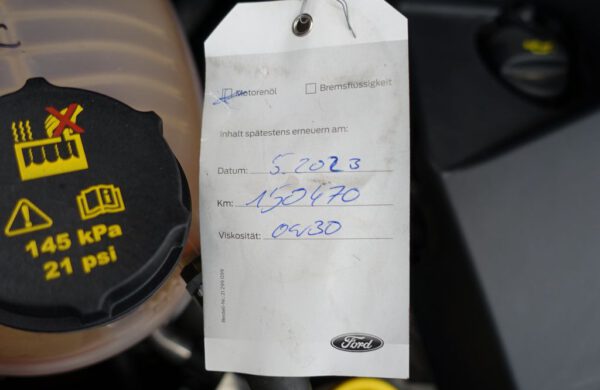 145 kPa
21 psi
Motorenöl Bremsflüssigkeit
Inhalt spätestens erneuern am:
Datum: 5.2023
Km: 150470
Viskosität: 0W30
Ford